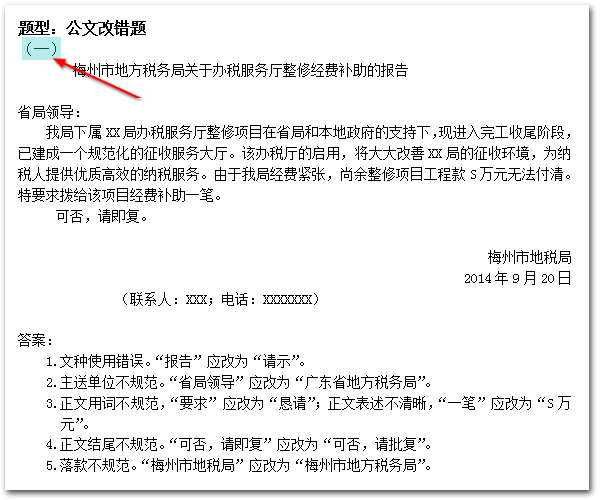 题型：公文改错题
（一）
梅州市地方税务局关于办税服务厅整修经费补助的报告
省局领导：
我局下属 XX 局办税服务厅整修项目在省局和本地政府的支持下，现进入完工收尾阶段，
已建成一个规范化的征收服务大厅。该办税厅的启用，将大大改善 XX 局的征收环境，为纳
税人提供优质高效的纳税服务。由于我局经费紧张，尚余整修项目工程款 S 万元无法付清。
特要求拨给该项目经费补助一笔。
可否，请即复。
梅州市地税局
2014 年 9 月 20 日
（联系人：XXX；电话：XXXXXXX）
答案：
1.文种使用错误。“报告”应改为“请示”。
2.主送单位不规范。“省局领导”应改为“广东省地方税务局”。
3.正文用词不规范，“要求”应改为“恳请”；正文表述不清晰，“一笔”应改为“S 万
元”。
4.正文结尾不规范。“可否，请即复”应改为“可否，请批复”。
5.落款不规范。“梅州市地税局”应改为“梅州市地方税务局”。